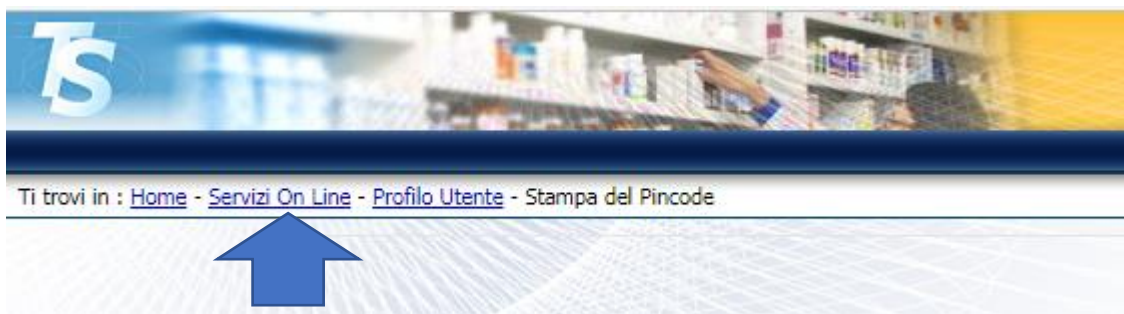 TS
Ti trovi in : Home - Servizi On Line - Profilo Utente - Stampa del Pincode